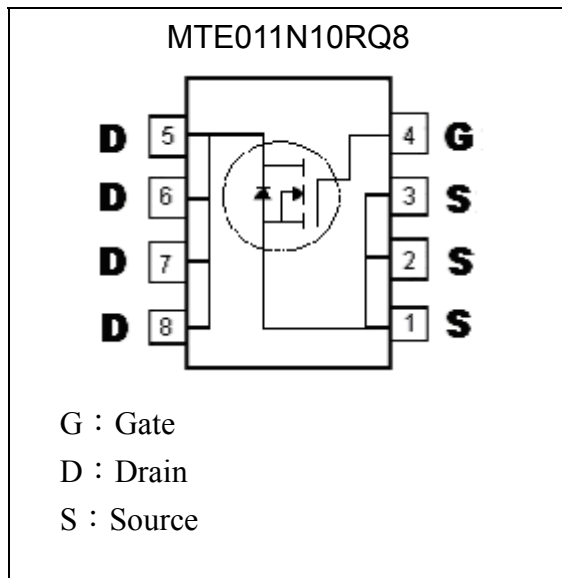 MTE011N10RQ8
D 5 4 G
D 6 3 S
D 7 2 S
D 8 1 S
G：Gate
D：Drain
S：Source